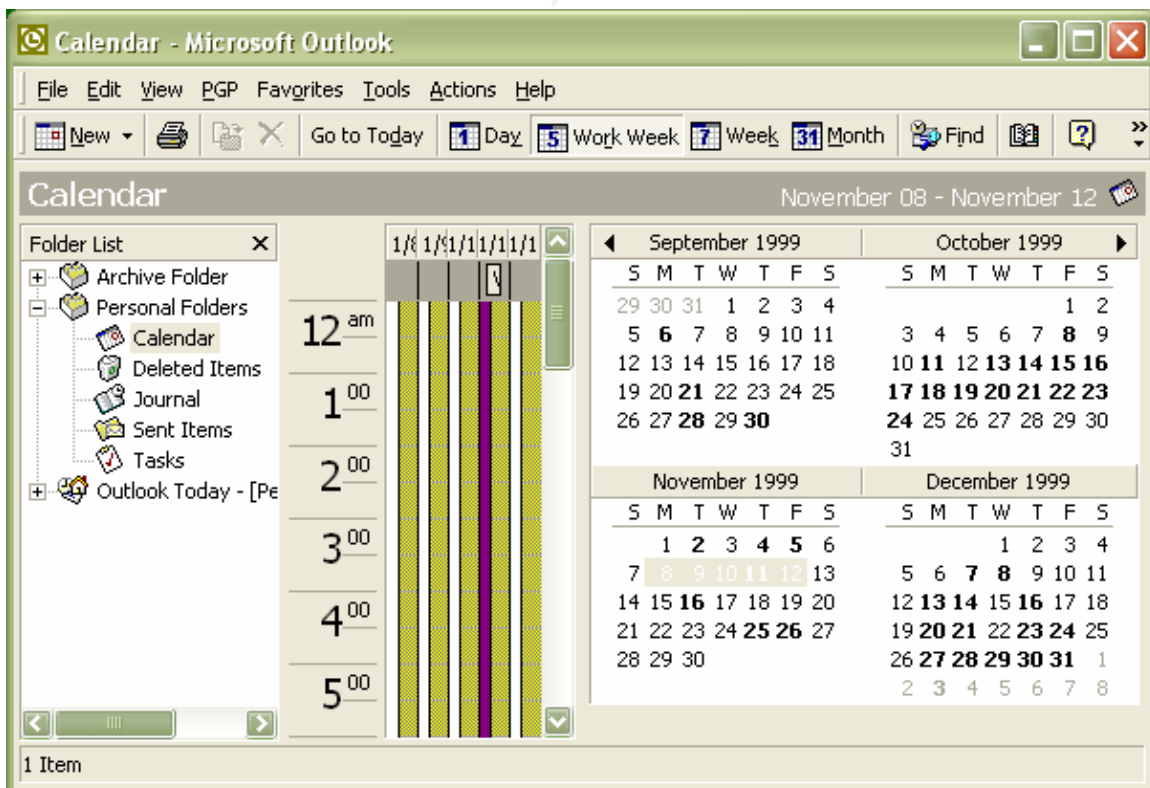 Calendar - Microsoft Outlook
File Edit View PGP Favorites Tools Actions Help
New Go to Today 1 Day 5 Work Week 7 Week 31 Month Find
Calendar
November 08 - November 12
Folder List
Archive Folder
Personal Folders
Calendar
Deleted Items
Journal
Sent Items
Tasks
Outlook Today - [Pe
12 am
1 00
2 00
3 00
4 00
5 00
September 1999
S M T W T F S
29 30 31 1 2 3 4
5 6 7 8 9 10 11
12 13 14 15 16 17 18
19 20 21 22 23 24 25
26 27 28 29 30
October 1999
S M T W T F S
1 2
3 4 5 6 7 8 9
10 11 12 13 14 15 16
17 18 19 20 21 22 23
24 25 26 27 28 29 30
31
November 1999
S M T W T F S
1 2 3 4 5 6
7 8 9 10 11 12 13
14 15 16 17 18 19 20
21 22 23 24 25 26 27
28 29 30
December 1999
S M T W T F S
1 2 3 4
5 6 7 8 9 10 11
12 13 14 15 16 17 18
19 20 21 22 23 24 25
26 27 28 29 30 31 1
2 3 4 5 6 7 8
1 Item